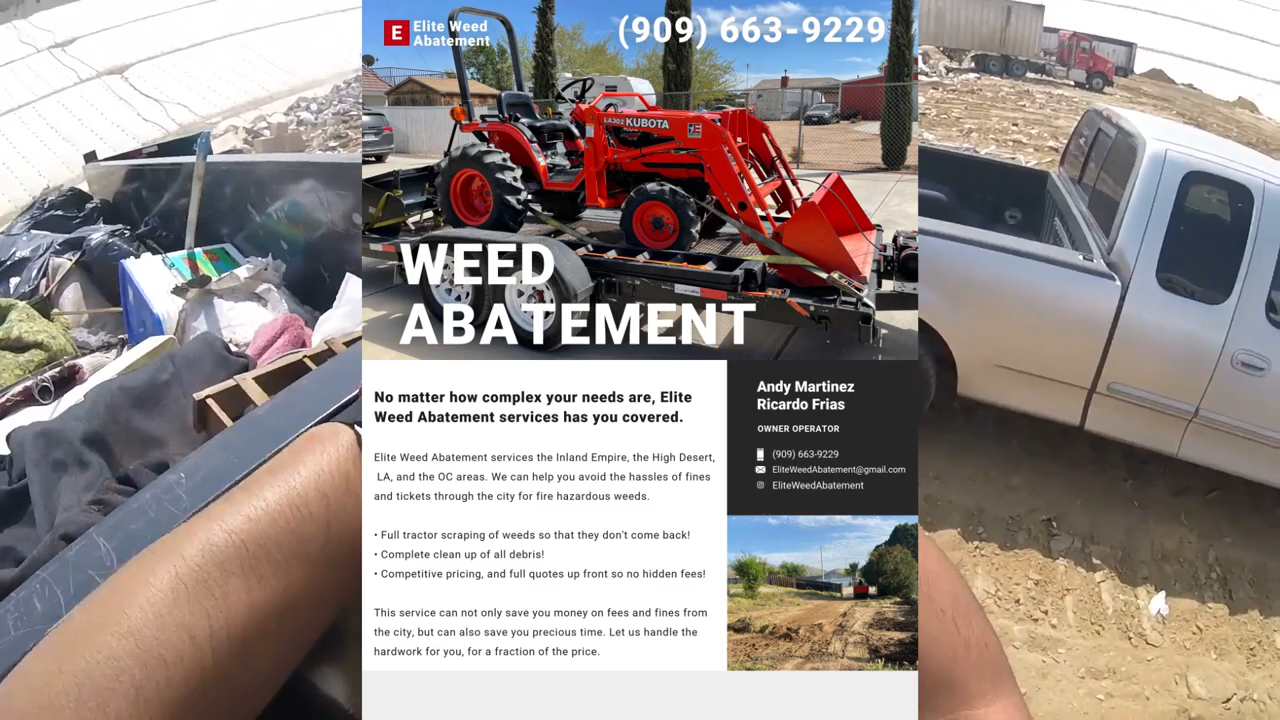 E Elite Weed
Abatement
(909) 663-9229
LA302 KUBOTA
WEED
ABATEMENT
No matter how complex your needs are, Elite
Weed Abatement services has you covered.
Elite Weed Abatement services the Inland Empire, the High Desert,
LA, and the OC areas. We can help you avoid the hassles of fines
and tickets through the city for fire hazardous weeds.
• Full tractor scraping of weeds so that they don't come back!
• Complete clean up of all debris!
• Competitive pricing, and full quotes up front so no hidden fees!
This service can not only save you money on fees and fines from
the city, but can also save you precious time. Let us handle the
hardwork for you, for a fraction of the price.
Andy Martinez
Ricardo Frias
OWNER OPERATOR
(909) 663-9229
EliteWeedAbatement@gmail.com
EliteWeedAbatement